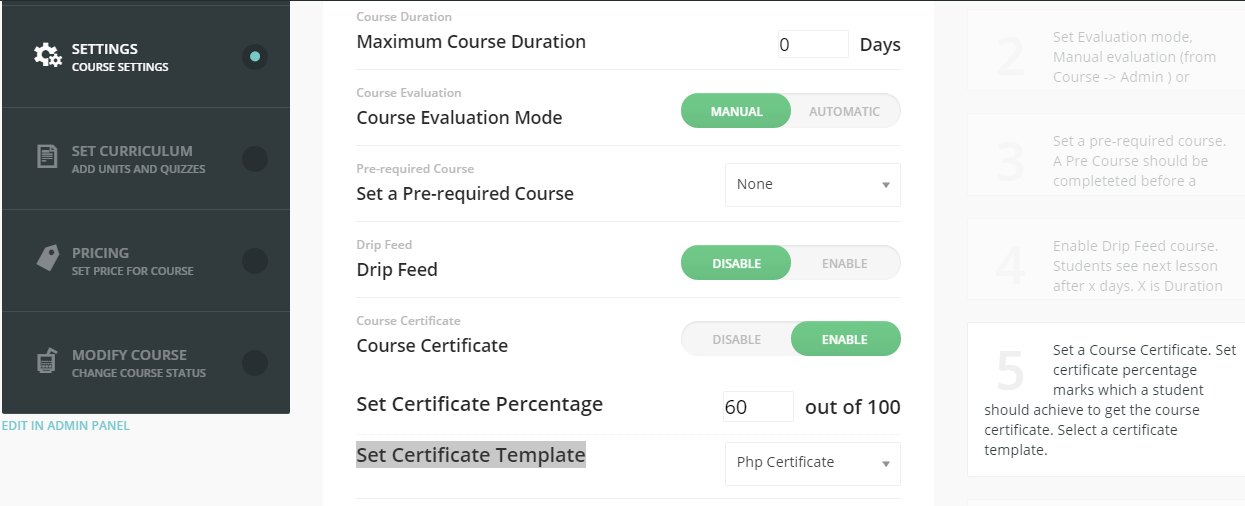 SETTINGS
COURSE SETTINGS
SET CURRICULUM
ADD UNITS AND QUIZZES
PRICING
SET PRICE FOR COURSE
MODIFY COURSE
CHANGE COURSE STATUS
EDIT IN ADMIN PANEL
Course Duration
Maximum Course Duration
0 Days
Course Evaluation
Course Evaluation Mode
MANUAL AUTOMATIC
Pre-required Course
Set a Pre-required Course
None
Drip Feed
Drip Feed
DISABLE ENABLE
Course Certificate
Course Certificate
DISABLE ENABLE
Set Certificate Percentage
60 out of 100
Set Certificate Template
Php Certificate
2
Set Evaluation mode,
Manual evaluation (from
Course -> Admin ) or
3
Set a pre-required course.
A Pre Course should be
completeted before a
4
Enable Drip Feed course.
Students see next lesson
after x days. X is Duration
5
Set a Course Certificate. Set
certificate percentage
marks which a student
should achieve to get the course
certificate. Select a certificate
template.